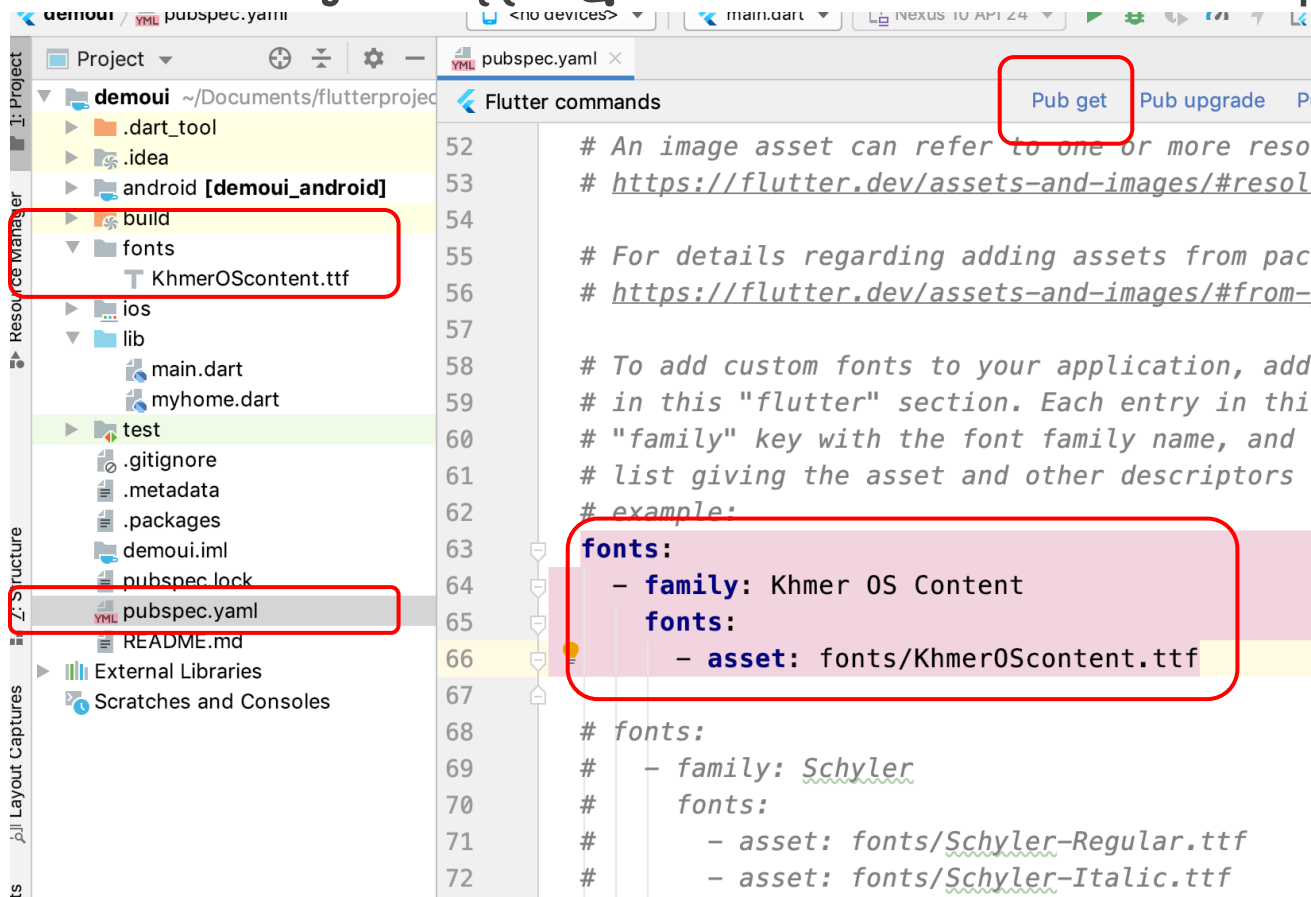 demoui / pubspec.yaml
<no devices>
main.dart
Nexus 10 API 24
1: Project
Resource Manager
7: Structure
Layout Captures
Project
demoui ~/Documents/flutterprojec
.dart_tool
.idea
android [demoui_android]
build
fonts
KhmerOScontent.ttf
ios
lib
main.dart
myhome.dart
test
.gitignore
.metadata
.packages
demoui.iml
pubspec.lock
YML pubspec.yaml
README.md
External Libraries
Scratches and Consoles
YML pubspec.yaml
Flutter commands
Pub get
Pub upgrade
P
52 # An image asset can refer to one or more reso
53 # https://flutter.dev/assets-and-images/#resol
54
55 # For details regarding adding assets from pac
56 # https://flutter.dev/assets-and-images/#from-
57
58 # To add custom fonts to your application, add
59 # in this "flutter" section. Each entry in thi
60 # "family" key with the font family name, and
61 # list giving the asset and other descriptors
62 # example:
63 fonts:
64 - family: Khmer OS Content
65 fonts:
66 - asset: fonts/KhmerOScontent.ttf
67
68 # fonts:
69 # - family: Schyler
70 # fonts:
71 # - asset: fonts/Schyler-Regular.ttf
72 # - asset: fonts/Schyler-Italic.ttf